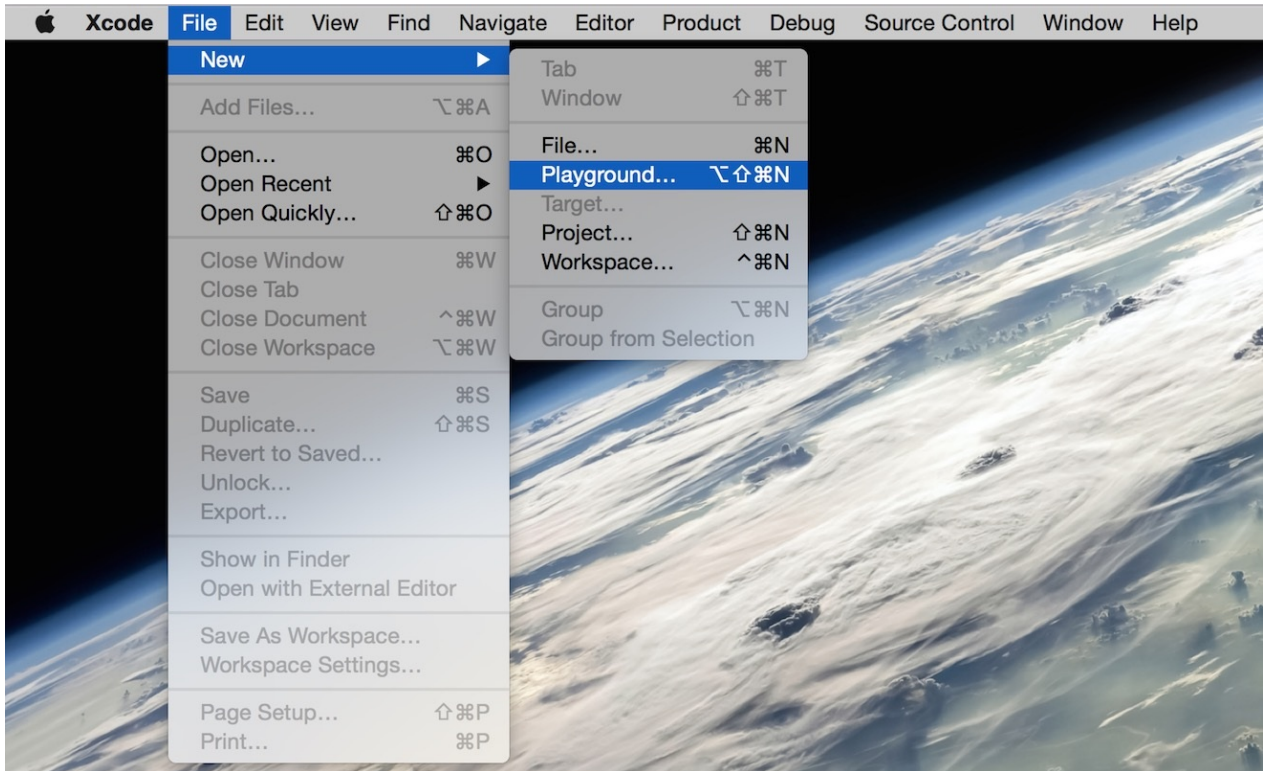 Xcode File Edit View Find Navigate Editor Product Debug Source Control Window Help
New ▶
Add Files... ⌥⌘A
Open... ⌘O
Open Recent ▶
Open Quickly... ⇧⌘O
Close Window ⌘W
Close Tab
Close Document ^⌘W
Close Workspace ⌥⌘W
Save ⌘S
Duplicate... ⇧⌘S
Revert to Saved...
Unlock...
Export...
Show in Finder
Open with External Editor
Save As Workspace...
Workspace Settings...
Page Setup... ⇧⌘P
Print... ⌘P
Tab ⌘T
Window ⇧⌘T
File... ⌘N
Playground... ⌥⇧⌘N
Target...
Project... ⇧⌘N
Workspace... ^⌘N
Group ⌥⌘N
Group from Selection